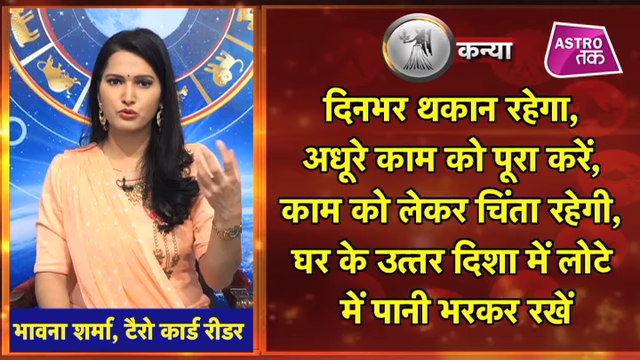 कन्या
ASTRO
तक
दिनभर थकान रहेगा,
अधूरे काम को पूरा करें,
काम को लेकर चिंता रहेगी,
घर के उत्तर दिशा में लोटे
में पानी भरकर रखें
भावना शर्मा, टैरो कार्ड रीडर